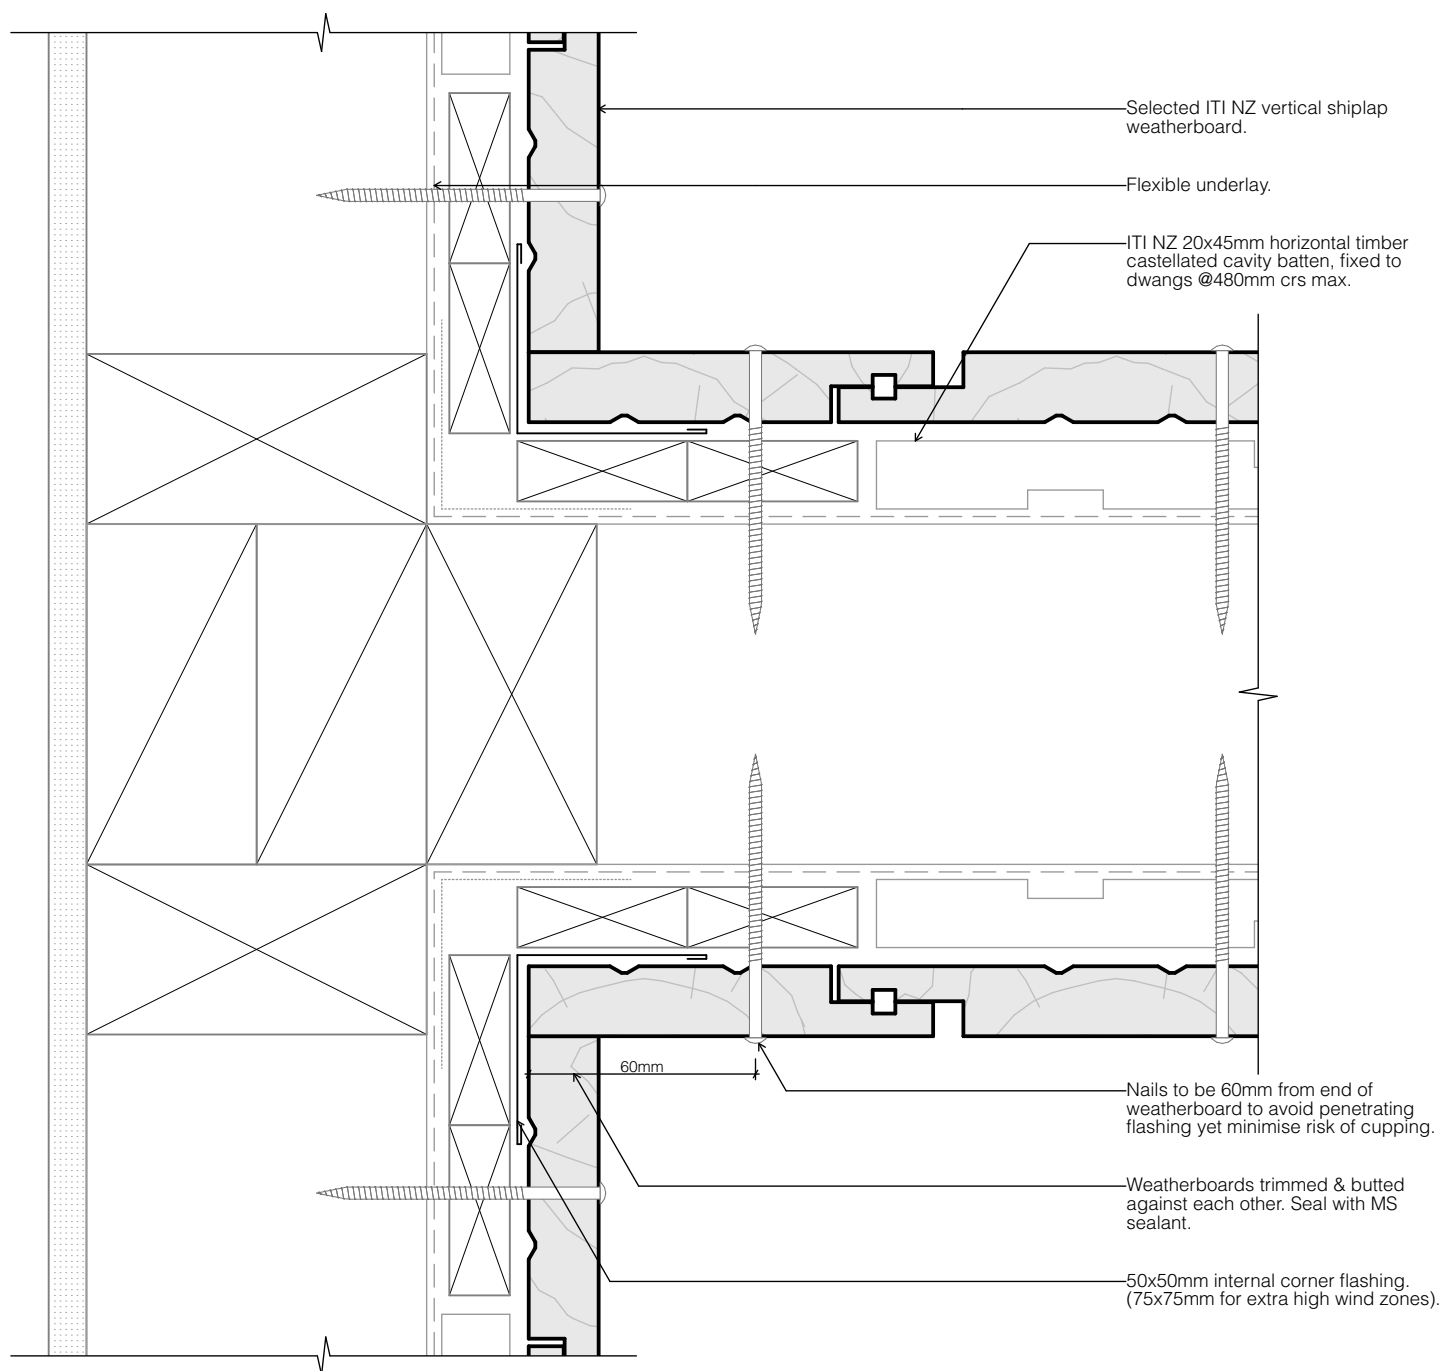 Selected ITI NZ vertical shiplap
weatherboard.
Flexible underlay.
ITI NZ 20x45mm horizontal timber
castellated cavity batten, fixed to
dwangs @480mm crs max.
60mm
Nails to be 60mm from end of
weatherboard to avoid penetrating
flashing yet minimise risk of cupping.
Weatherboards trimmed & butted
against each other. Seal with MS
sealant.
50x50mm internal corner flashing.
(75x75mm for extra high wind zones).